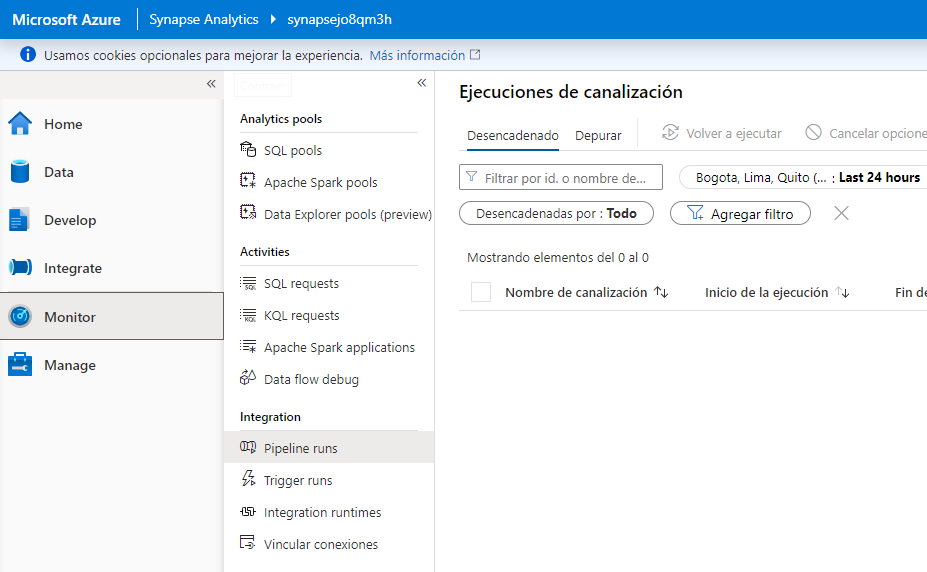 Microsoft Azure Synapse Analytics synapsejo8qm3h
Usamos cookies opcionales para mejorar la experiencia. Más información
Home
Data
Develop
Integrate
Monitor
Manage
Analytics pools
SQL pools
Apache Spark pools
Data Explorer pools (preview)
Activities
SQL requests
KQL requests
Apache Spark applications
Data flow debug
Integration
Pipeline runs
Trigger runs
Integration runtimes
Vincular conexiones
Ejecuciones de canalización
Desencadenado Depurar Volver a ejecutar Cancelar opcione
Filtrar por id. o nombre de... Bogota, Lima, Quito (... : Last 24 hours
Desencadenadas por : Todo Agregar filtro
Mostrando elementos del 0 al 0
Nombre de canalización Inicio de la ejecución Fin de